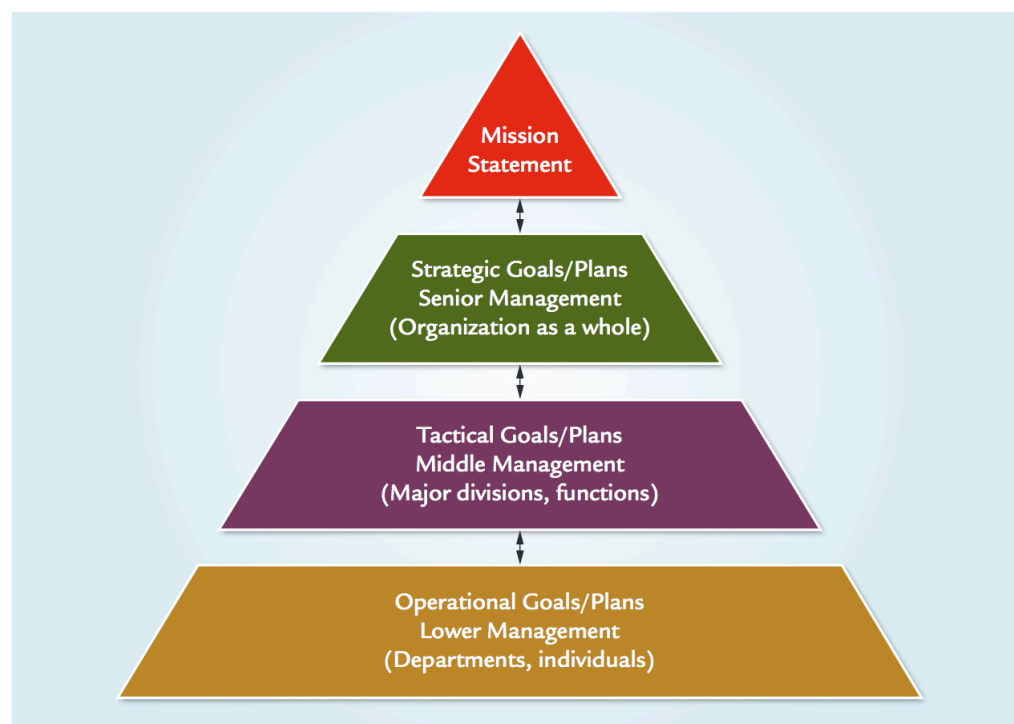 Mission
Statement
Strategic Goals/Plans
Senior Management
(Organization as a whole)
Tactical Goals/Plans
Middle Management
(Major divisions, functions)
Operational Goals/Plans
Lower Management
(Departments, individuals)